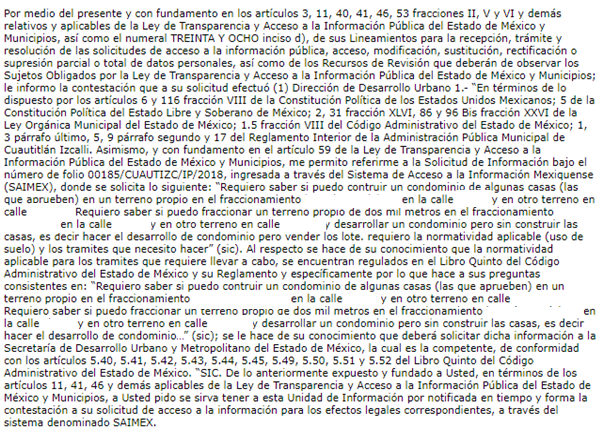 Por medio del presente y con fundamento en los artículos 3, 11, 40, 41, 46, 53 fracciones II, V y VI y demás
relativos y aplicables de la Ley de Transparencia y Acceso a la Información Pública del Estado de México y
Municipios, así como el numeral TREINTA Y OCHO inciso d), de sus Lineamientos para la recepción, trámite y
resolución de las solicitudes de acceso a la información pública, acceso, modificación, sustitución, rectificación o
supresión parcial o total de datos personales, así como de los Recursos de Revisión que deberán de observar los
Sujetos Obligados por la Ley de Transparencia y Acceso a la Información Pública del Estado de México y Municipios;
le informo la contestación que a su solicitud efectuó (1) Dirección de Desarrollo Urbano 1.- "En términos de lo
dispuesto por los artículos 6 y 116 fracción VIII de la Constitución Política de los Estados Unidos Mexicanos; 5 de la
Constitución Política del Estado Libre y Soberano de México; 2, 31 fracción XLVI, 86 y 96 Bis fracción XXVI de la
Ley Orgánica Municipal del Estado de México; 1.5 fracción VIII del Código Administrativo del Estado de México; 1,
3 párrafo último, 5, 9 párrafo segundo y 17 del Reglamento Interior de la Administración Pública Municipal de
Cuautitlán Izcalli. Asimismo, y con fundamento en el artículo 59 de la Ley de Transparencia y Acceso a la
Información Pública del Estado de México y Municipios, me permito referirme a la Solicitud de Información bajo el
número de folio 00185/CUAUTIZC/IP/2018, ingresada a través del Sistema de Acceso a la Información Mexiquense
(SAIMEX), donde se solicita lo siguiente: "Requiero saber si puedo contruir un condominio de algunas casas (las
que aprueben) en un terreno propio en el fraccionamiento en la calle y en otro terreno en
calle Requiero saber si puedo fraccionar un terreno propio de dos mil metros en el fraccionamiento
en la calle y en otro terreno en calle y desarrollar un condominio pero sin construir las
casas, es decir hacer el desarrollo de condominio pero vender los lote. requiero la normatividad aplicable (uso de
suelo) y los tramites que necesito hacer" (sic). Al respecto se hace de su conocimiento que la normatividad
aplicable para los tramites que requiere llevar a cabo, se encuentran regulados en el Libro Quinto del Código
Administrativo del Estado de México y su Reglamento y específicamente por lo que hace a sus preguntas
consistentes en: "Requiero saber si puedo contruir un condominio de algunas casas (las que aprueben) en un
terreno propio en el fraccionamiento en la calle y en otro terreno en calle
Requiero saber si puedo fraccionar un terreno propio de dos mil metros en el fraccionamiento
en la calle y en otro terreno en calle y desarrollar un condominio pero sin construir las casas, es decir
hacer el desarrollo de condominio…" (sic); se le hace de su conocimiento que deberá solicitar dicha información a la
Secretaría de Desarrollo Urbano y Metropolitano del Estado de México, la cual es la competente, de conformidad
con los artículos 5.40, 5.41, 5.42, 5.43, 5.44, 5.45, 5.49, 5.50, 5.51 y 5.52 del Libro Quinto del Código
Administrativo del Estado de México. "SIC. De lo anteriormente expuesto y fundado a Usted, en términos de los
artículos 11, 41, 46 y demás aplicables de la Ley de Transparencia y Acceso a la Información Pública del Estado de
México y Municipios, a Usted pido se sirva tener a esta Unidad de Información por notificada en tiempo y forma la
contestación a su solicitud de acceso a la información para los efectos legales correspondientes, a través del
sistema denominado SAIMEX.